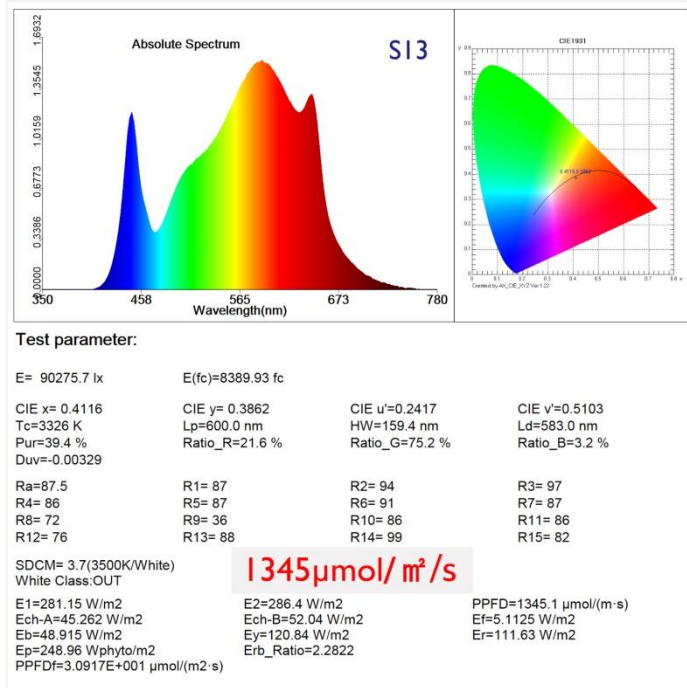 Absolute Spectrum
S13
1.6932
1.3545
1.0159
0.6773
0.3386
0.0000
350 458 565 673 780
Wavelength(nm)
CIE1931
Test parameter:
E= 90275.7 lx E(fc)=8389.93 fc
CIE x= 0.4116 CIE y= 0.3862 CIE u'=0.2417 CIE v'=0.5103
Tc=3326 K Lp=600.0 nm HW=159.4 nm Ld=583.0 nm
Pur=39.4 % Ratio_R=21.6 % Ratio_G=75.2 % Ratio_B=3.2 %
Duv=-0.00329
Ra=87.5 R1= 87 R2= 94 R3= 97
R4= 86 R5= 87 R6= 91 R7= 87
R8= 72 R9= 36 R10= 86 R11= 86
R12= 76 R13= 88 R14= 99 R15= 82
SDCM= 3.7(3500K/White)
White Class:OUT
1345μmol/㎡/s
E1=281.15 W/m2 E2=286.4 W/m2 PPFD=1345.1 μmol/(m·s)
Ech-A=45.262 W/m2 Ech-B=52.04 W/m2 Ef=5.1125 W/m2
Eb=48.915 W/m2 Ey=120.84 W/m2 Er=111.63 W/m2
Ep=248.96 Wphyto/m2 Erb_Ratio=2.2822
PPFDf=3.0917E+001 μmol/(m2·s)